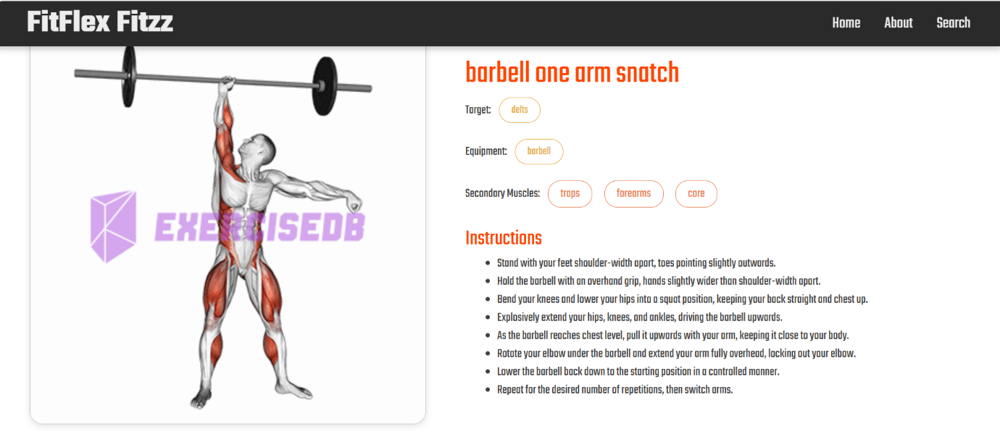 FitFlex Fitzz
Home About Search
EXERCISEDB
barbell one arm snatch
Target: delts
Equipment: barbell
Secondary Muscles: traps forearms core
Instructions
Stand with your feet shoulder-width apart, toes pointing slightly outwards.
Hold the barbell with an overhand grip, hands slightly wider than shoulder-width apart.
Bend your knees and lower your hips into a squat position, keeping your back straight and chest up.
Explosively extend your hips, knees, and ankles, driving the barbell upwards.
As the barbell reaches chest level, pull it upwards with your arm, keeping it close to your body.
Rotate your elbow under the barbell and extend your arm fully overhead, locking out your elbow.
Lower the barbell back down to the starting position in a controlled manner.
Repeat for the desired number of repetitions, then switch arms.